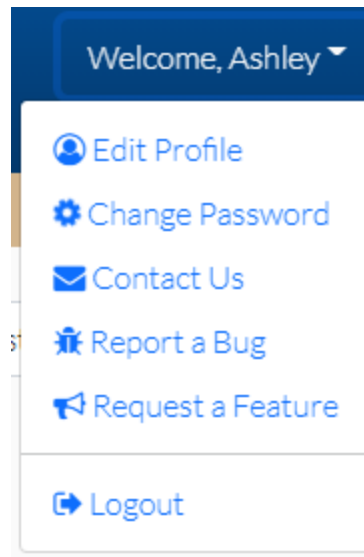 Welcome, Ashley
Edit Profile
Change Password
Contact Us
Report a Bug
Request a Feature
Logout